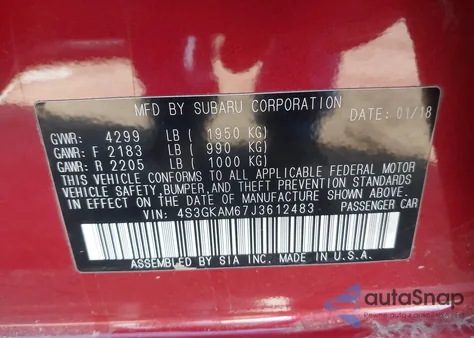 MFD BY SUBARU CORPORATION
DATE: 01/18
GVWR: 4299 LB ( 1950 KG)
GAWR: F 2183 LB ( 990 KG)
GAWR: R 2205 LB ( 1000 KG)
THIS VEHICLE CONFORMS TO ALL APPLICABLE FEDERAL MOTOR
VEHICLE SAFETY, BUMPER, AND THEFT PREVENTION STANDARDS
IN EFFECT ON THE DATE OF MANUFACTURE SHOWN ABOVE.
VIN: 4S3GKAM67J3612483 PASSENGER CAR
ASSEMBLED BY SIA INC. MADE IN U.S.A.
autoSnap